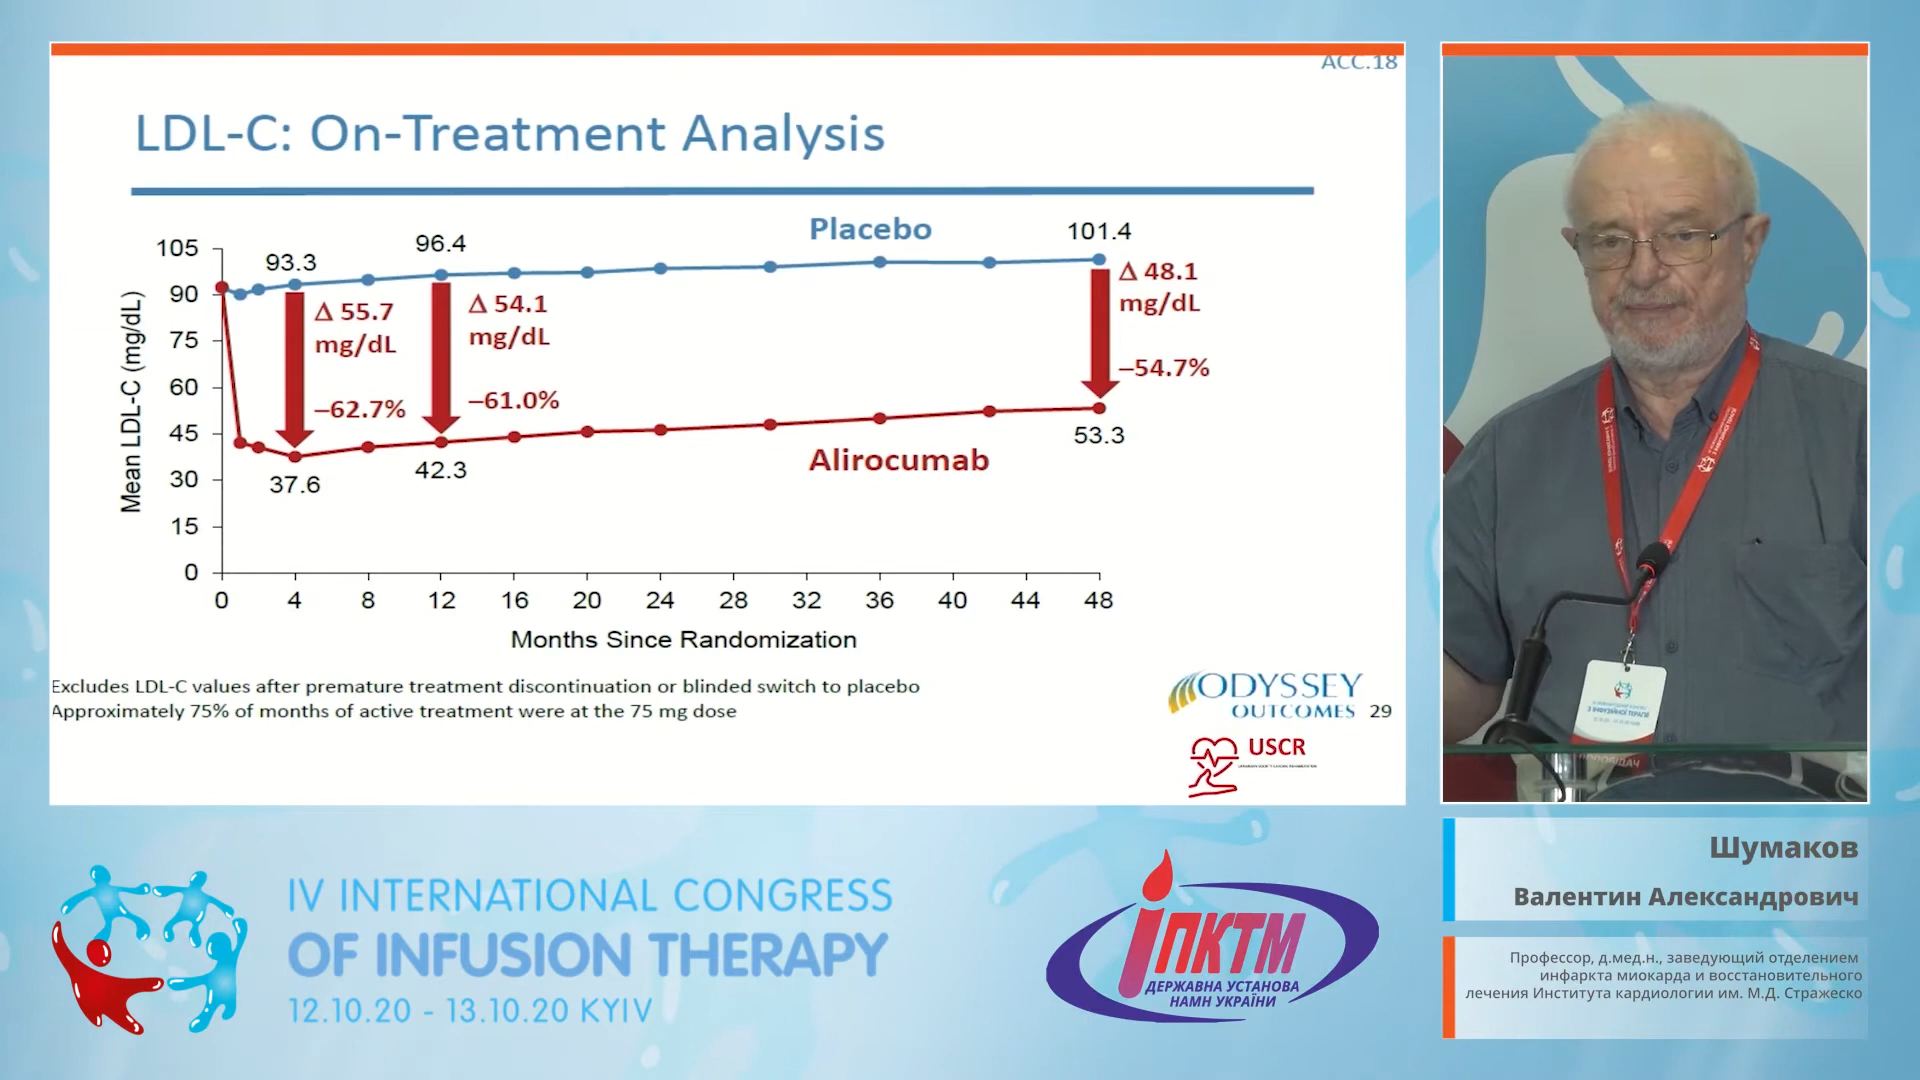 ACC.18
LDL-C: On-Treatment Analysis
Mean LDL-C (mg/dL)
105
90
75
60
45
30
15
0
Placebo
93.3
96.4
101.4
Δ 55.7
mg/dL
–62.7%
Δ 54.1
mg/dL
–61.0%
Δ 48.1
mg/dL
–54.7%
37.6
42.3
53.3
Alirocumab
0 4 8 12 16 20 24 28 32 36 40 44 48
Months Since Randomization
Excludes LDL-C values after premature treatment discontinuation or blinded switch to placebo
Approximately 75% of months of active treatment were at the 75 mg dose
ODYSSEY
OUTCOMES
29
USCR
З ІНФУЗІЙНОЇ ТЕРАПІЇ
IV INTERNATIONAL CONGRESS
OF INFUSION THERAPY
12.10.20 - 13.10.20 KYIV
ІПКТМ
ДЕРЖАВНА УСТАНОВА
НАМН УКРАЇНИ
Шумаков
Валентин Александрович
Профессор, д.мед.н., заведующий отделением
инфаркта миокарда и восстановительного
лечения Института кардиологии им. М.Д. Стражеско